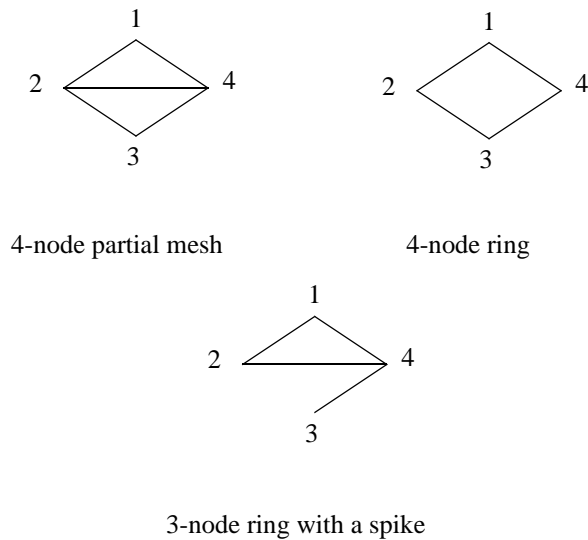 1 1
2 4 2 4
3 3
4-node partial mesh 4-node ring
1
2 4
3
3-node ring with a spike